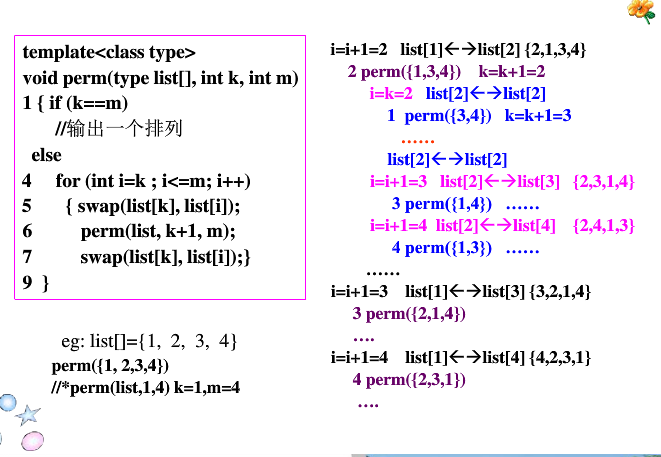 template<class type>
void perm(type list[], int k, int m)
1 { if (k==m)
//输出一个排列
else
4 for (int i=k ; i<=m; i++)
5 { swap(list[k], list[i]);
6 perm(list, k+1, m);
7 swap(list[k], list[i]);}
9 }
eg: list[]={1, 2, 3, 4}
perm({1, 2,3,4})
//*perm(list,1,4) k=1,m=4
i=i+1=2 list[1]←→list[2] {2,1,3,4}
2 perm({1,3,4}) k=k+1=2
i=k=2 list[2]←→list[2]
1 perm({3,4}) k=k+1=3
……
list[2]←→list[2]
i=i+1=3 list[2]←→list[3] {2,3,1,4}
3 perm({1,4}) ……
i=i+1=4 list[2]←→list[4] {2,4,1,3}
4 perm({1,3}) ……
……
i=i+1=3 list[1]←→list[3] {3,2,1,4}
3 perm({2,1,4})
….
i=i+1=4 list[1]←→list[4] {4,2,3,1}
4 perm({2,3,1})
….